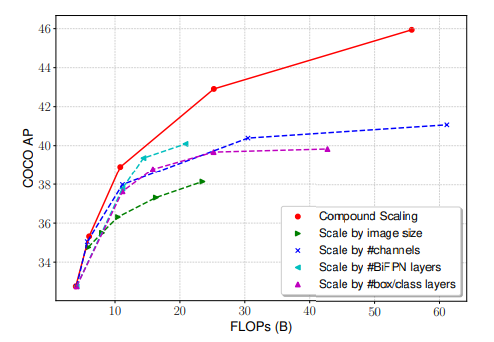 46
44
42
40
38
36
34
COCO AP
10
20
30
40
50
60
FLOPs (B)
Compound Scaling
Scale by image size
Scale by #channels
Scale by #BiFPN layers
Scale by #box/class layers